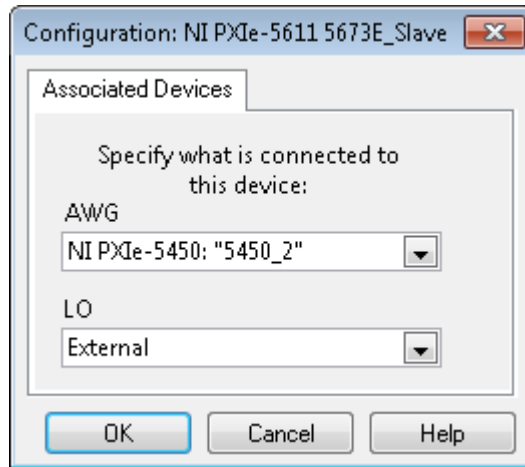 Configuration: NI PXIe-5611 5673E_Slave
Associated Devices
Specify what is connected to
this device:
AWG
NI PXIe-5450: "5450_2"
LO
External
OK Cancel Help